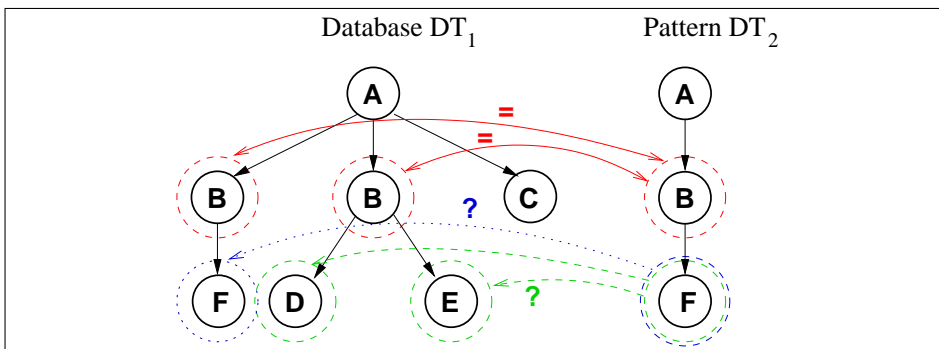 Database DT1 Pattern DT2
A A
=
=
B B C B
?
F D E F
?